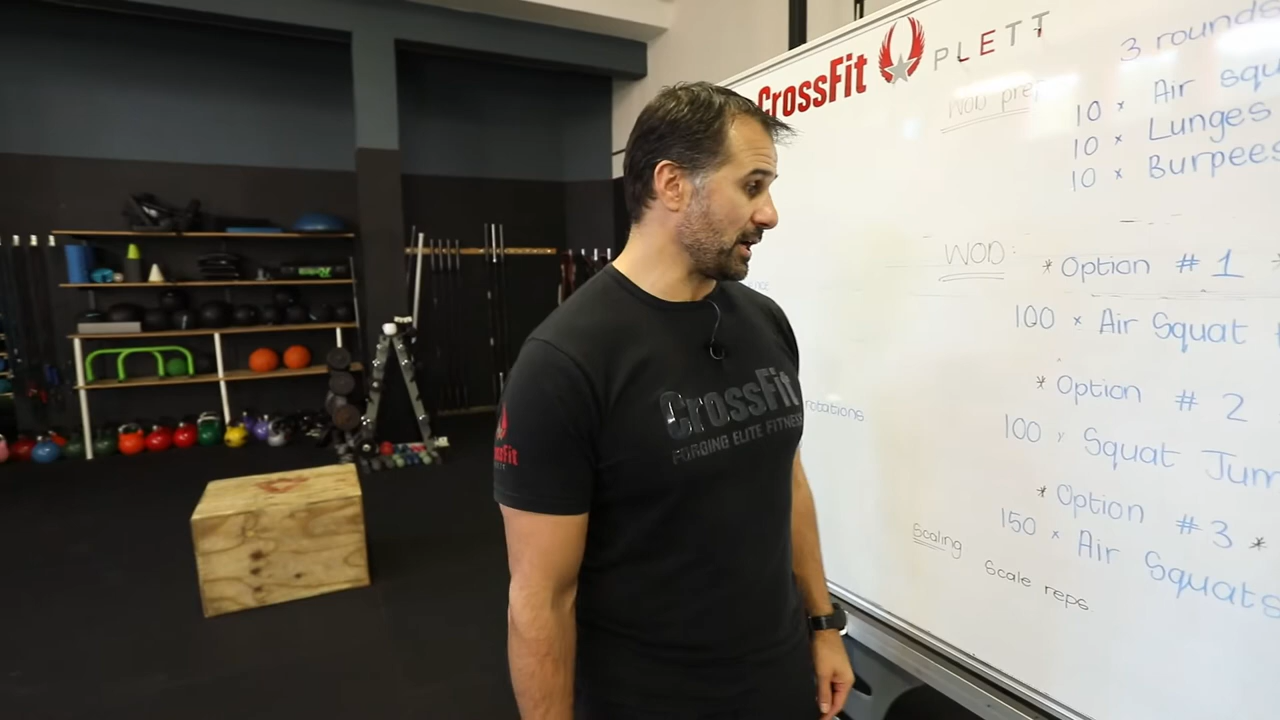 CrossFit PLETT
3 rounds
WOD prep
10 × Air squ
10 × Lunges
10 × Burpees
WOD:
* Option # 1 *
100 × Air Squat
* Option # 2
100 × Squat Jum
* Option #3 *
150 × Air Squats
Scaling
Scale reps
rotations
CrossFit
FORGING ELITE FITNESS